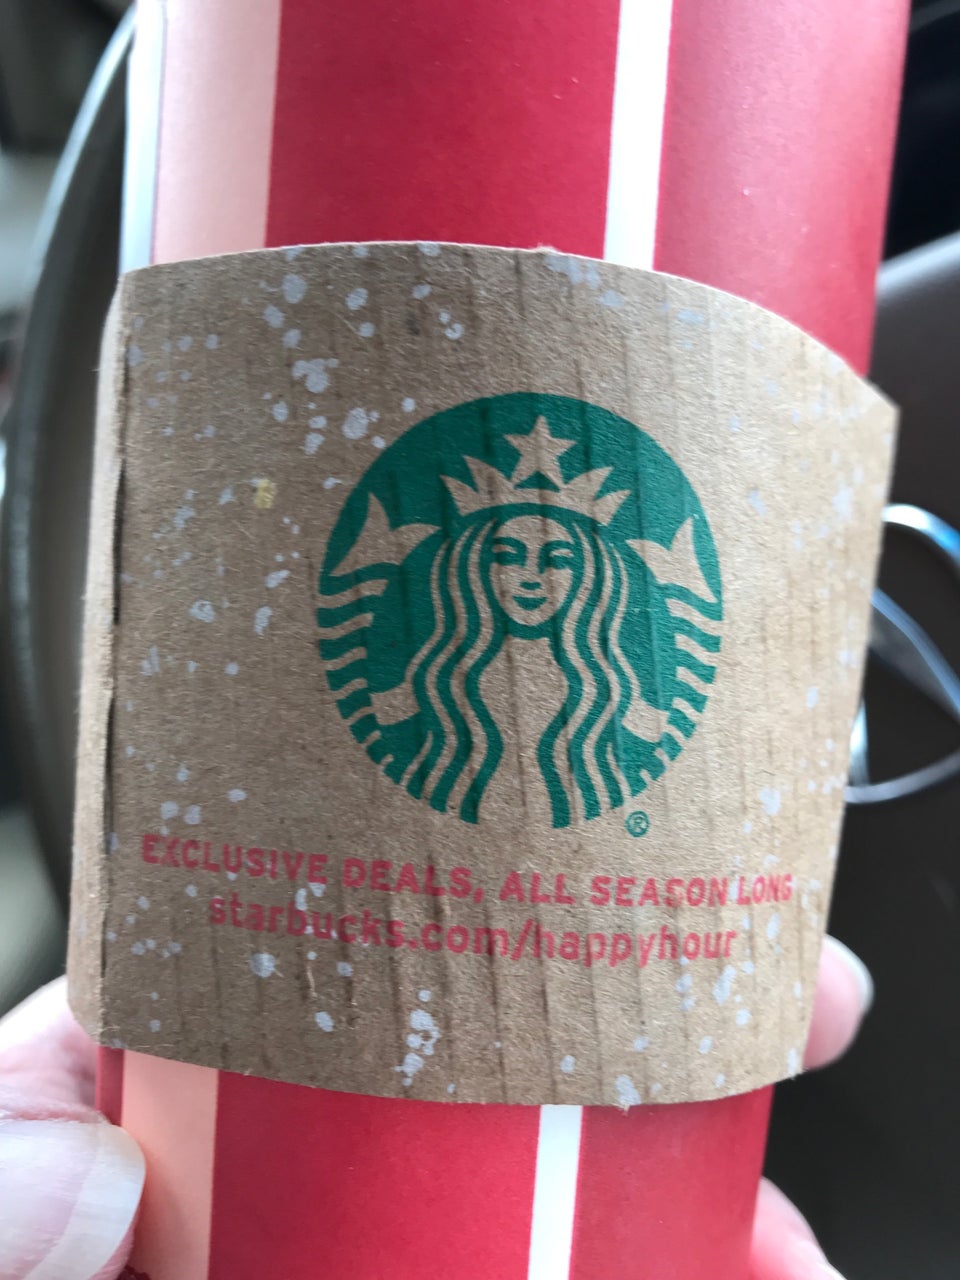 ®
EXCLUSIVE DEALS, ALL SEASON LONG
starbucks.com/happyhour